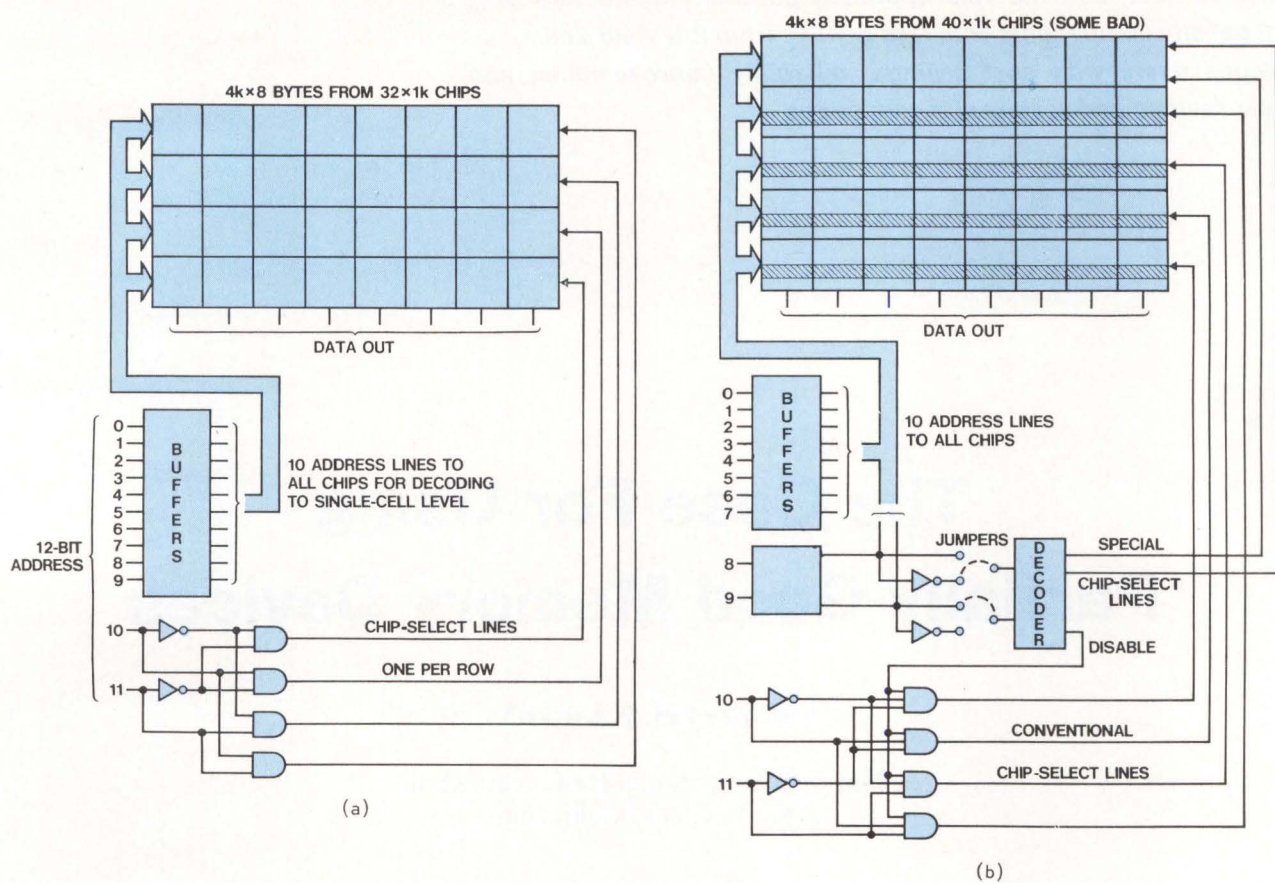 4k×8 BYTES FROM 32×1k CHIPS
DATA OUT
12-BIT
ADDRESS
0
1
2
3
4
5
6
7
8
9
BUFFERS
10 ADDRESS LINES TO
ALL CHIPS FOR DECODING
TO SINGLE-CELL LEVEL
10
11
CHIP-SELECT LINES
ONE PER ROW
(a)
4k×8 BYTES FROM 40×1k CHIPS (SOME BAD)
DATA OUT
0
1
2
3
4
5
6
7
BUFFERS
10 ADDRESS LINES
TO ALL CHIPS
8
9
JUMPERS
DECODER
SPECIAL
CHIP-SELECT
LINES
DISABLE
10
11
CONVENTIONAL
CHIP-SELECT LINES
(b)